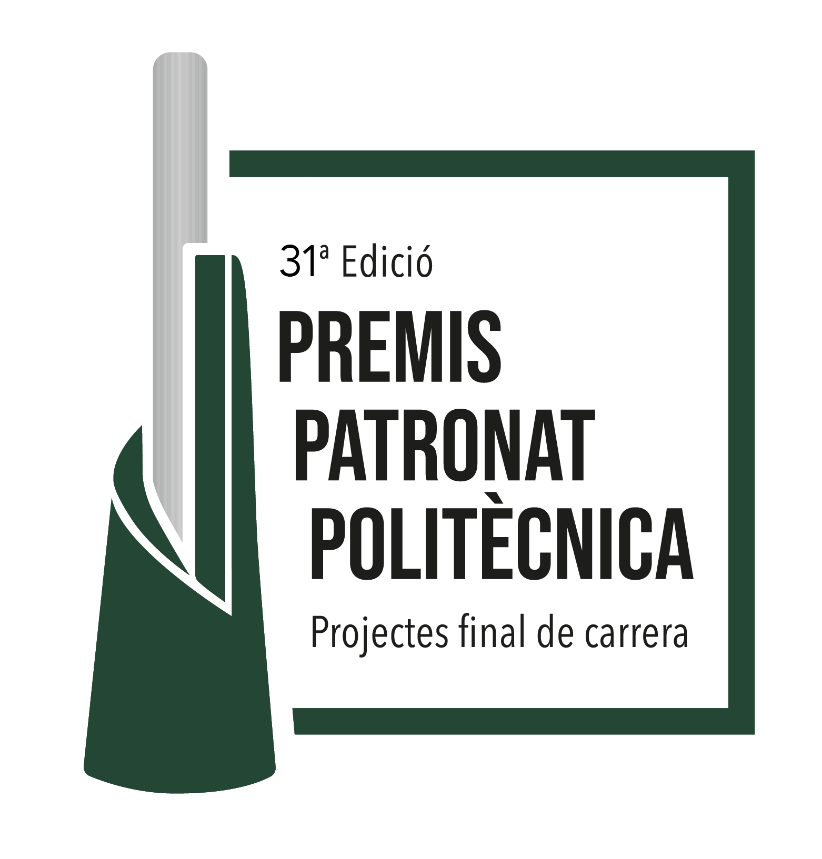 31ª Edició
PREMIS
PATRONAT
POLITÈCNICA
Projectes final de carrera